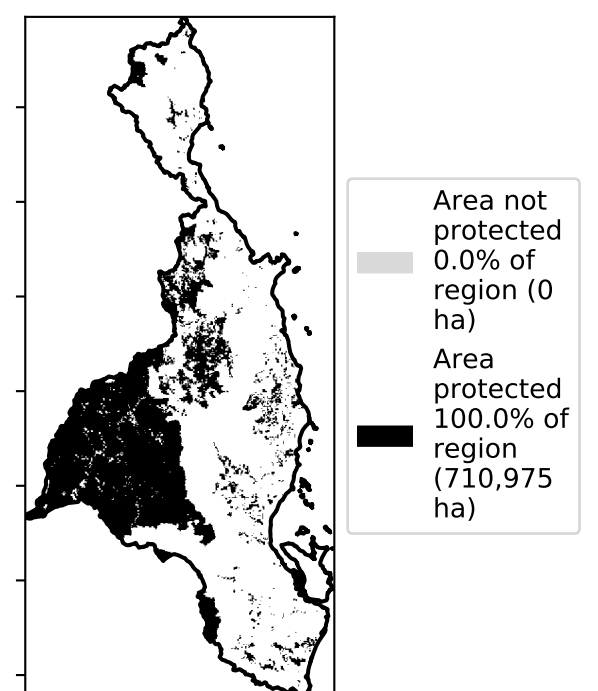 Area not
protected
0.0% of
region (0
ha)
Area
protected
100.0% of
region
(710,975
ha)